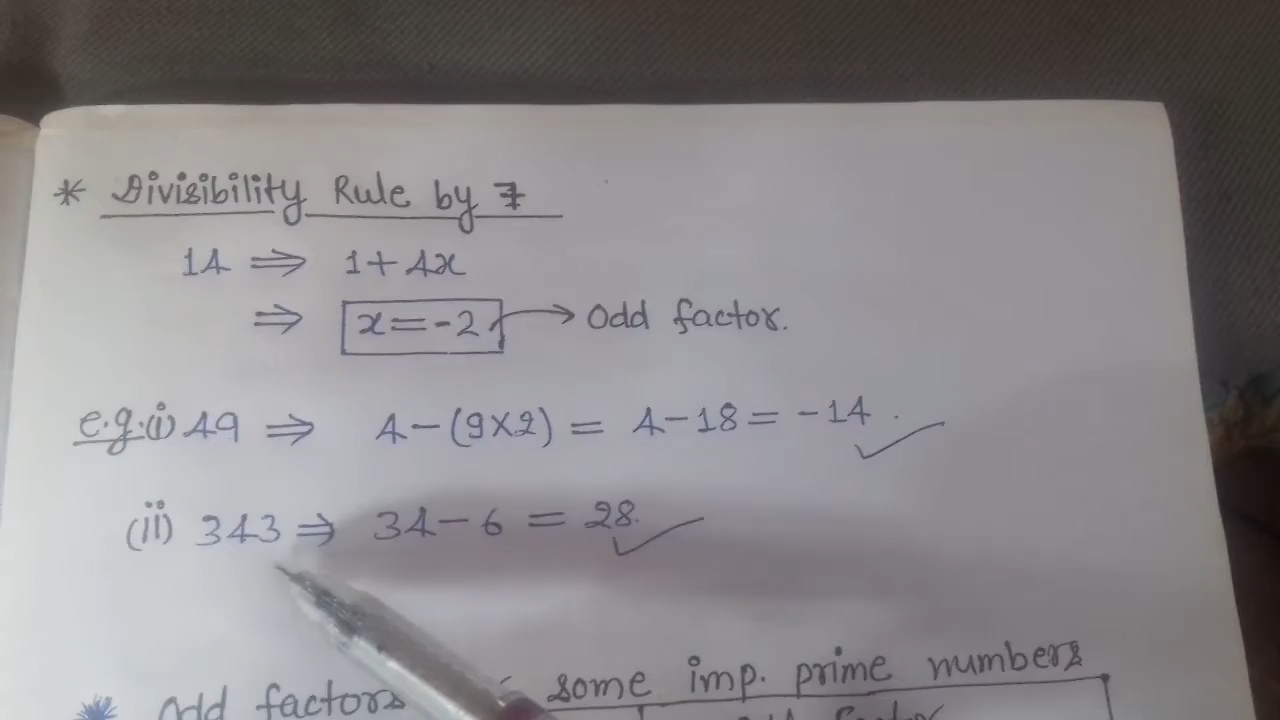 * Divisibility Rule by 7
14 ⇒ 1+4x
⇒ x=-2 → Odd factor.
e.g.(i) 49 ⇒ 4-(9×2) = 4-18 = -14.
(ii) 343 ⇒ 34-6 = 28.
* Odd factors some imp. prime numbers
factor